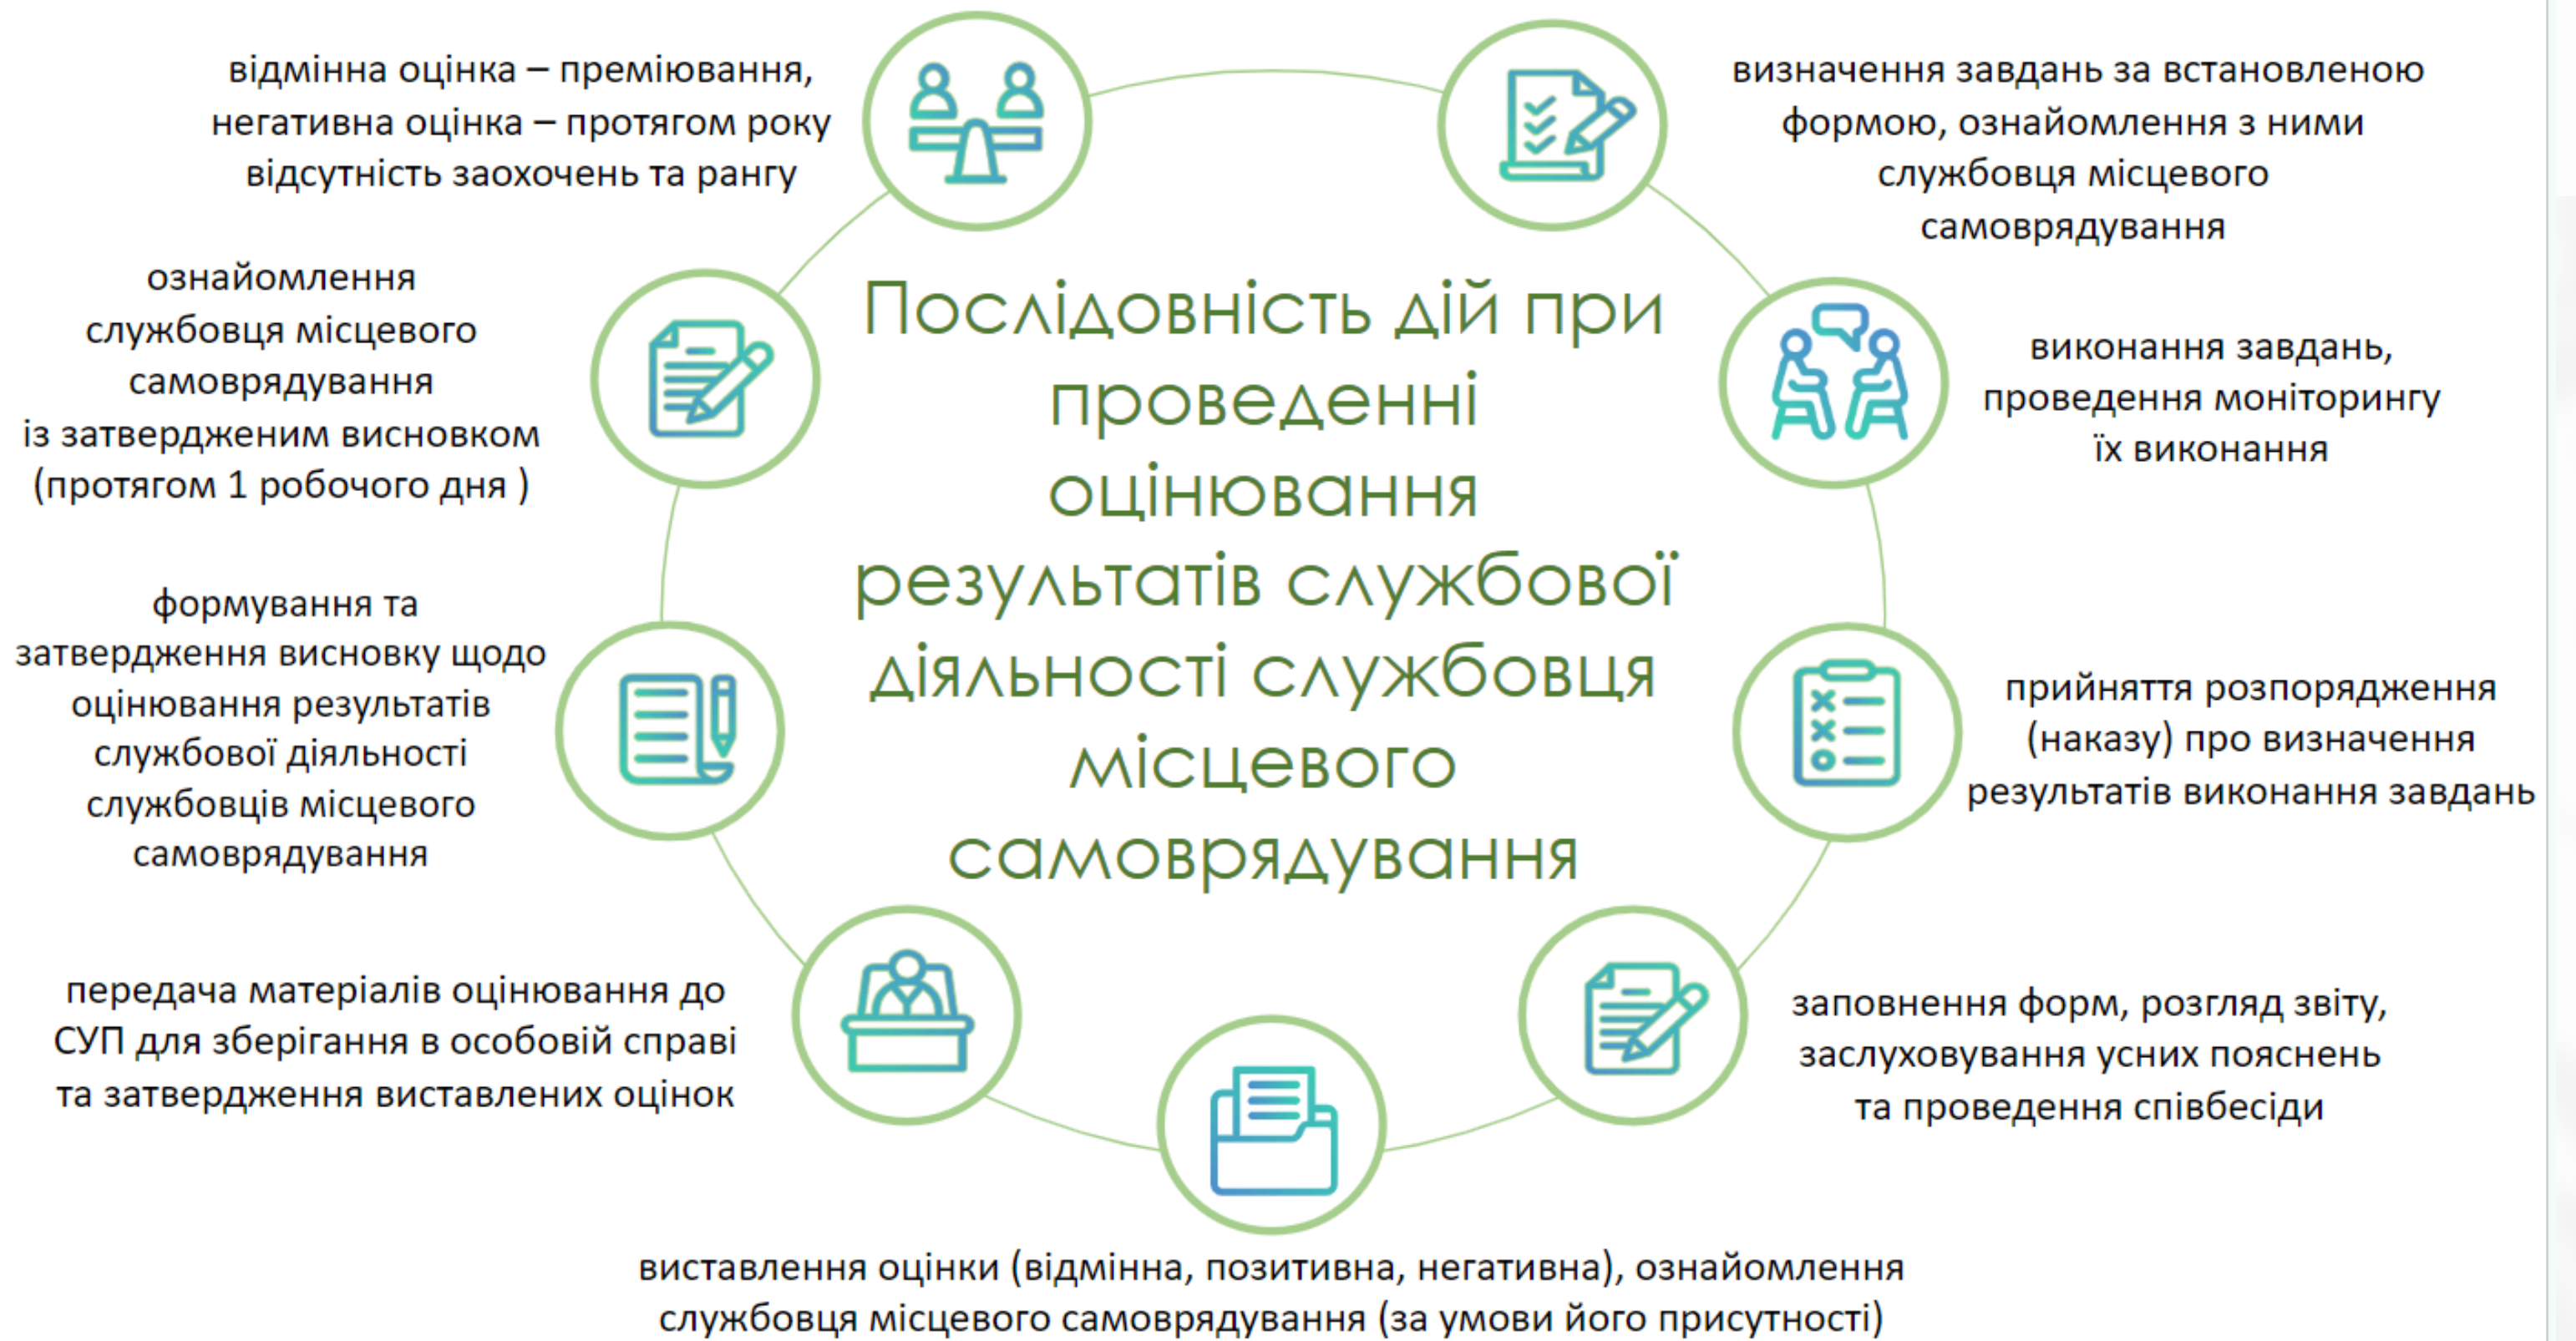 Послідовність дій при
проведенні
оцінювання
результатів службової
діяльності службовця
місцевого
самоврядування
визначення завдань за встановленою
формою, ознайомлення з ними
службовця місцевого
самоврядування
виконання завдань,
проведення моніторингу
їх виконання
прийняття розпорядження
(наказу) про визначення
результатів виконання завдань
заповнення форм, розгляд звіту,
заслуховування усних пояснень
та проведення співбесіди
виставлення оцінки (відмінна, позитивна, негативна), ознайомлення
службовця місцевого самоврядування (за умови його присутності)
передача матеріалів оцінювання до
СУП для зберігання в особовій справі
та затвердження виставлених оцінок
формування та
затвердження висновку щодо
оцінювання результатів
службової діяльності
службовців місцевого
самоврядування
ознайомлення
службовця місцевого
самоврядування
із затвердженим висновком
(протягом 1 робочого дня )
відмінна оцінка – преміювання,
негативна оцінка – протягом року
відсутність заохочень та рангу